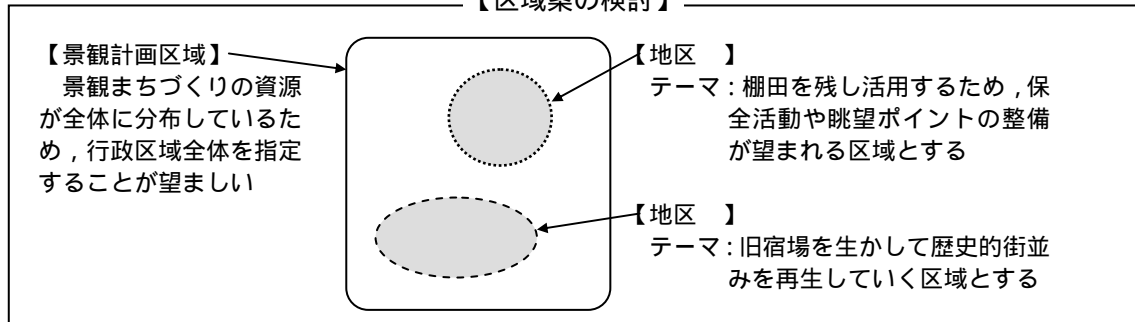 【区域案の検討】
【景観計画区域】
景観まちづくりの資源
が全体に分布しているた
め，行政区域全体を指定
することが望ましい
【地区　】
テーマ：棚田を残し活用するため，保
全活動や眺望ポイントの整備
が望まれる区域とする
【地区　】
テーマ：旧宿場を生かして歴史的街並
みを再生していく区域とする